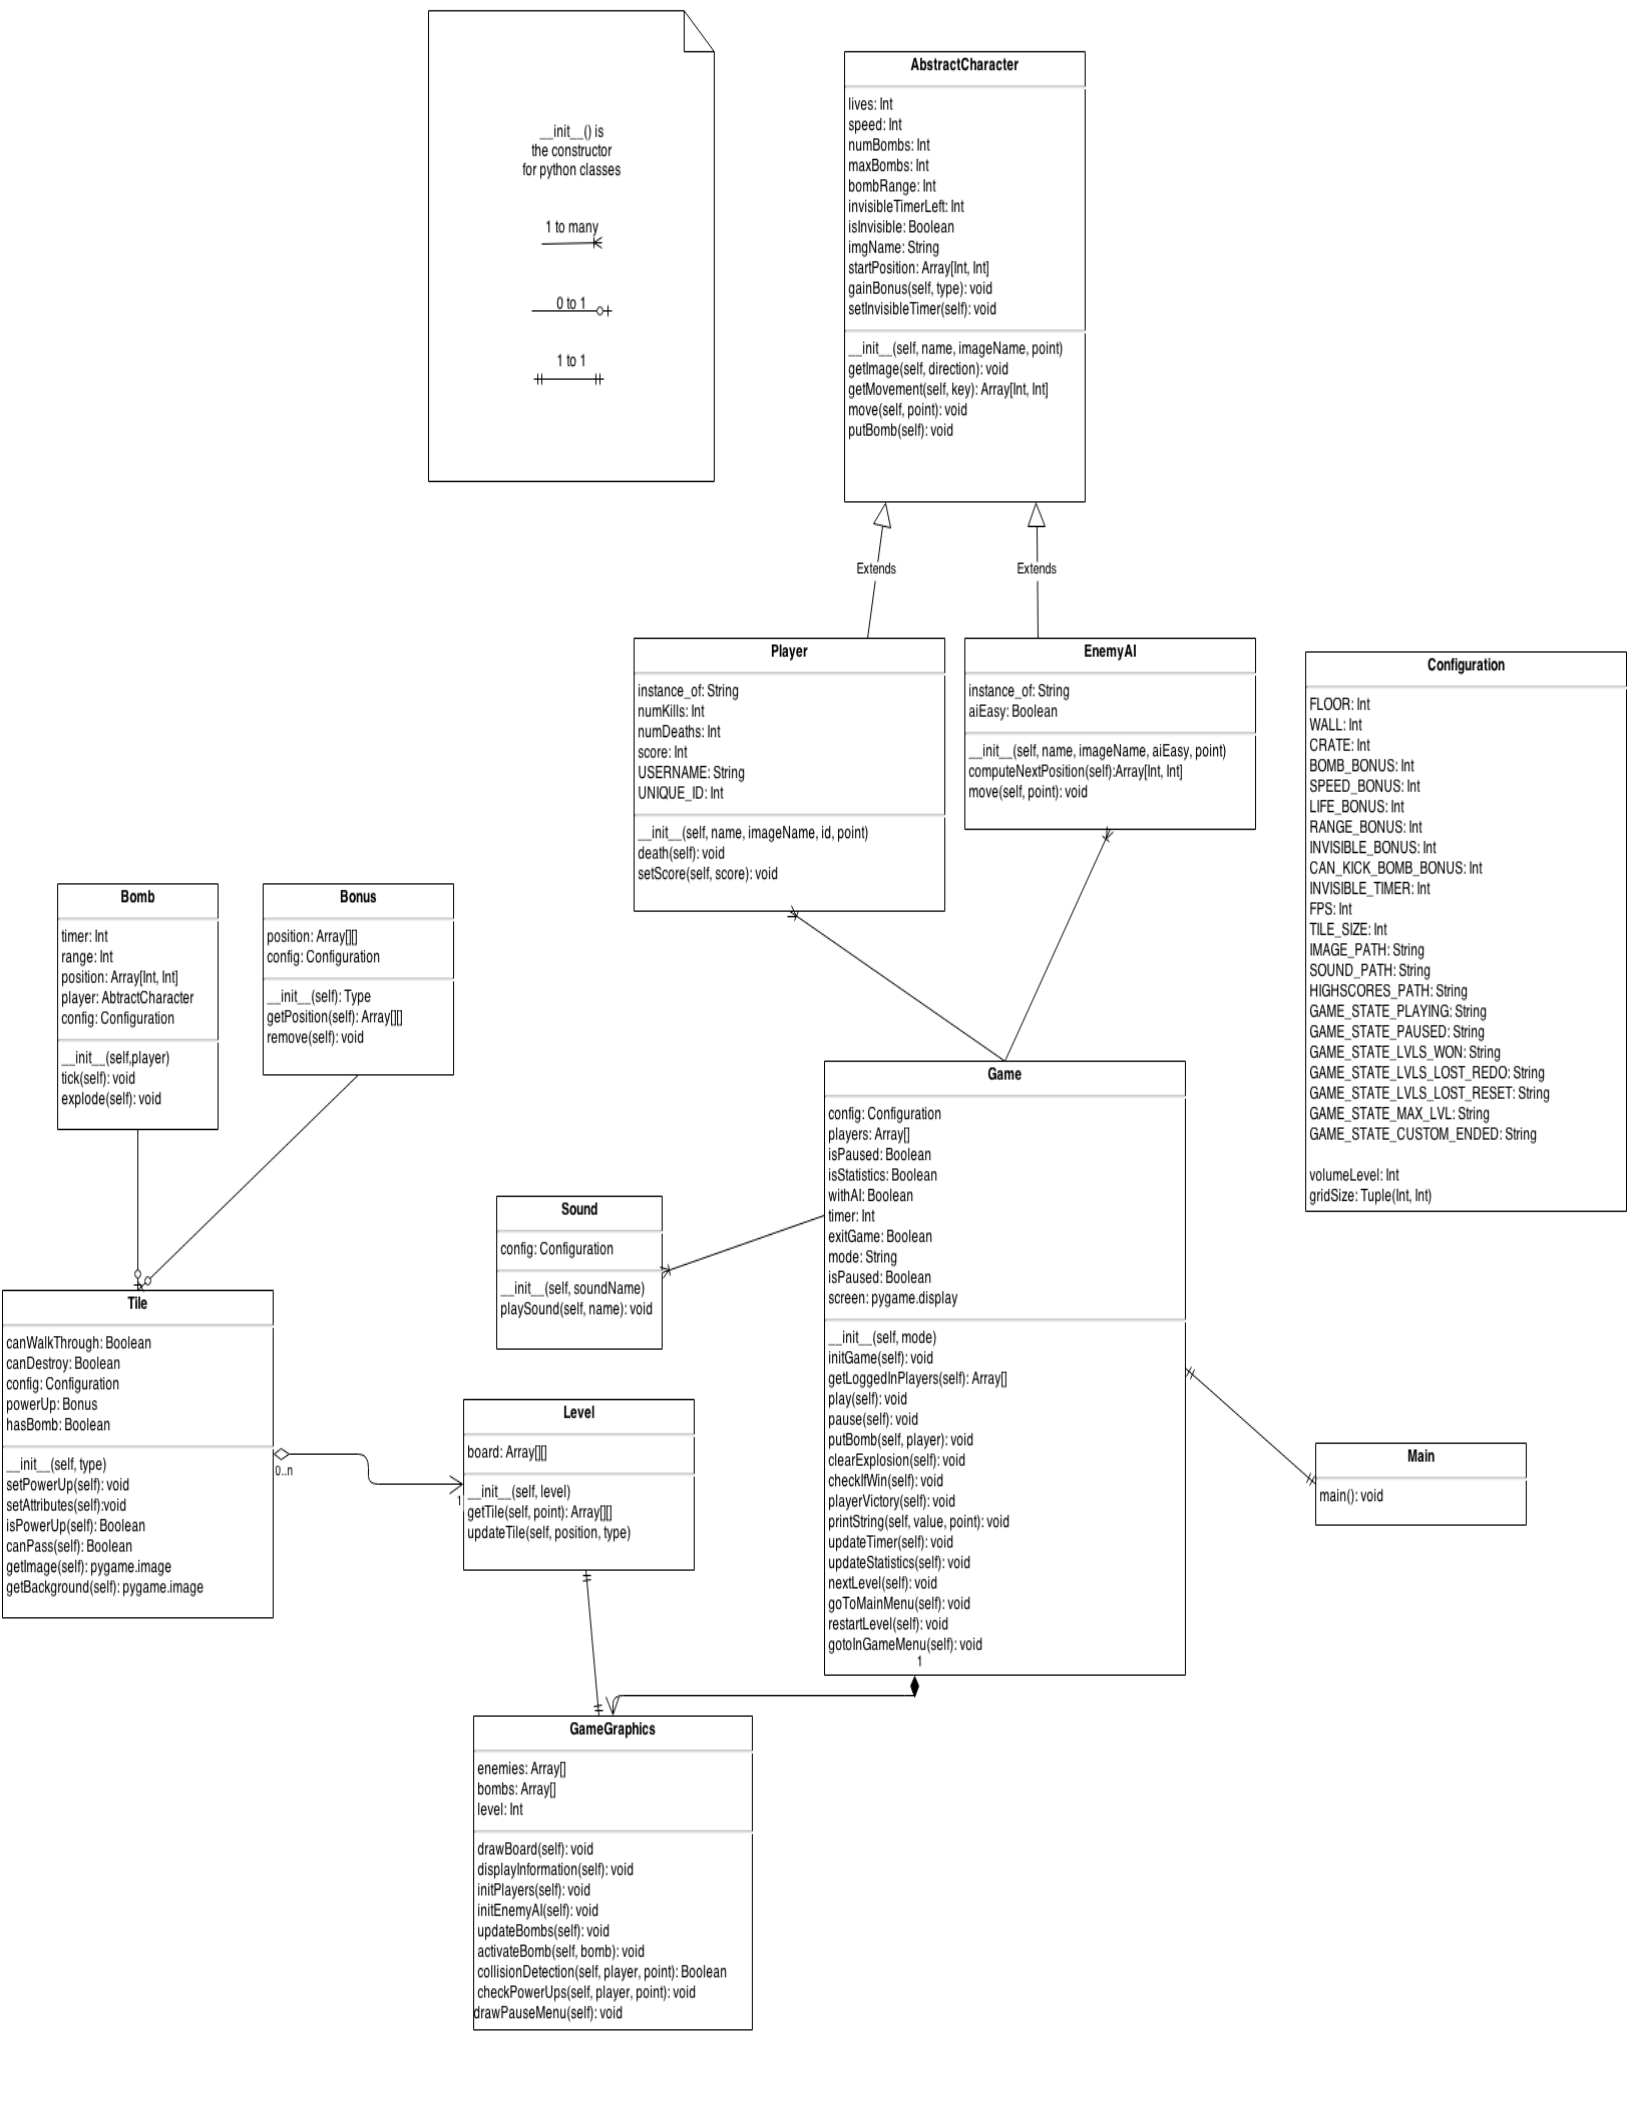 __init__() is
the constructor
for python classes
1 to many
0 to 1
1 to 1
AbstractCharacter
lives: Int
speed: Int
numBombs: Int
maxBombs: Int
bombRange: Int
invisibleTimerLeft: Int
isInvisible: Boolean
imgName: String
startPosition: Array[Int, Int]
gainBonus(self, type): void
setInvisibleTimer(self): void
__init__(self, name, imageName, point)
getImage(self, direction): void
getMovement(self, key): Array[Int, Int]
move(self, point): void
putBomb(self): void
Extends
Extends
Player
instance_of: String
numKills: Int
numDeaths: Int
score: Int
USERNAME: String
UNIQUE_ID: Int
__init__(self, name, imageName, id, point)
death(self): void
setScore(self, score): void
EnemyAI
instance_of: String
aiEasy: Boolean
__init__(self, name, imageName, aiEasy, point)
computeNextPosition(self):Array[Int, Int]
move(self, point): void
Configuration
FLOOR: Int
WALL: Int
CRATE: Int
BOMB_BONUS: Int
SPEED_BONUS: Int
LIFE_BONUS: Int
RANGE_BONUS: Int
INVISIBLE_BONUS: Int
CAN_KICK_BOMB_BONUS: Int
INVISIBLE_TIMER: Int
FPS: Int
TILE_SIZE: Int
IMAGE_PATH: String
SOUND_PATH: String
HIGHSCORES_PATH: String
GAME_STATE_PLAYING: String
GAME_STATE_PAUSED: String
GAME_STATE_LVLS_WON: String
GAME_STATE_LVLS_LOST_REDO: String
GAME_STATE_LVLS_LOST_RESET: String
GAME_STATE_MAX_LVL: String
GAME_STATE_CUSTOM_ENDED: String
volumeLevel: Int
gridSize: Tuple(Int, Int)
Bomb
timer: Int
range: Int
position: Array[Int, Int]
player: AbtractCharacter
config: Configuration
__init__(self,player)
tick(self): void
explode(self): void
Bonus
position: Array[][]
config: Configuration
__init__(self): Type
getPosition(self): Array[][]
remove(self): void
Game
config: Configuration
players: Array[]
isPaused: Boolean
isStatistics: Boolean
withAI: Boolean
timer: Int
exitGame: Boolean
mode: String
isPaused: Boolean
screen: pygame.display
__init__(self, mode)
initGame(self): void
getLoggedInPlayers(self): Array[]
play(self): void
pause(self): void
putBomb(self, player): void
clearExplosion(self): void
checkIfWin(self): void
playerVictory(self): void
printString(self, value, point): void
updateTimer(self): void
updateStatistics(self): void
nextLevel(self): void
goToMainMenu(self): void
restartLevel(self): void
gotoInGameMenu(self): void
1
Sound
config: Configuration
__init__(self, soundName)
playSound(self, name): void
Tile
canWalkThrough: Boolean
canDestroy: Boolean
config: Configuration
powerUp: Bonus
hasBomb: Boolean
__init__(self, type)
setPowerUp(self): void
setAttributes(self):void
isPowerUp(self): Boolean
canPass(self): Boolean
getImage(self): pygame.image
getBackground(self): pygame.image
0..n
1
Level
board: Array[][]
__init__(self, level)
getTile(self, point): Array[][]
updateTile(self, position, type)
Main
main(): void
GameGraphics
enemies: Array[]
bombs: Array[]
level: Int
drawBoard(self): void
displayInformation(self): void
initPlayers(self): void
initEnemyAI(self): void
updateBombs(self): void
activateBomb(self, bomb): void
collisionDetection(self, player, point): Boolean
checkPowerUps(self, player, point): void
drawPauseMenu(self): void